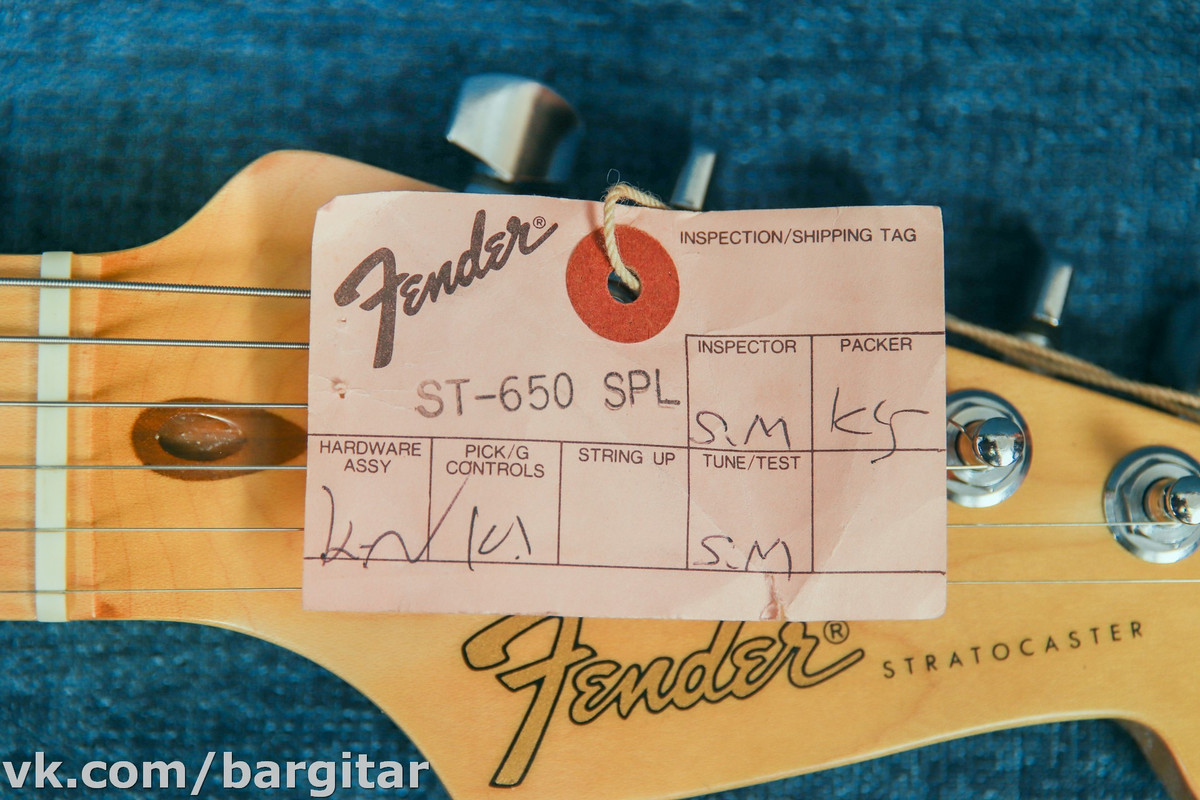 Fender®
INSPECTION/SHIPPING TAG
ST-650 SPL
INSPECTOR
PACKER
S.M
KS
HARDWARE
ASSY
PICK/G
CONTROLS
STRING UP
TUNE/TEST
S.M
Fender®
STRATOCASTER
vk.com/bargitar